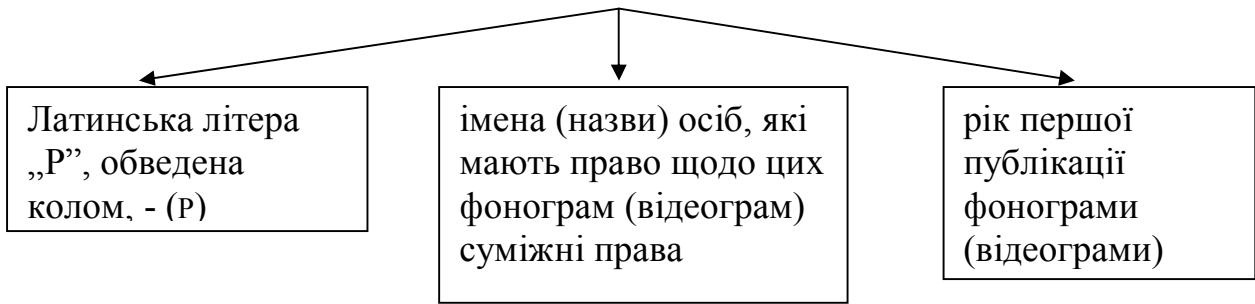 Латинська літера
„Р”, обведена
колом, - (Р)
імена (назви) осіб, які
мають право щодо цих
фонограм (відеограм)
суміжні права
рік першої
публікації
фонограми
(відеограми)